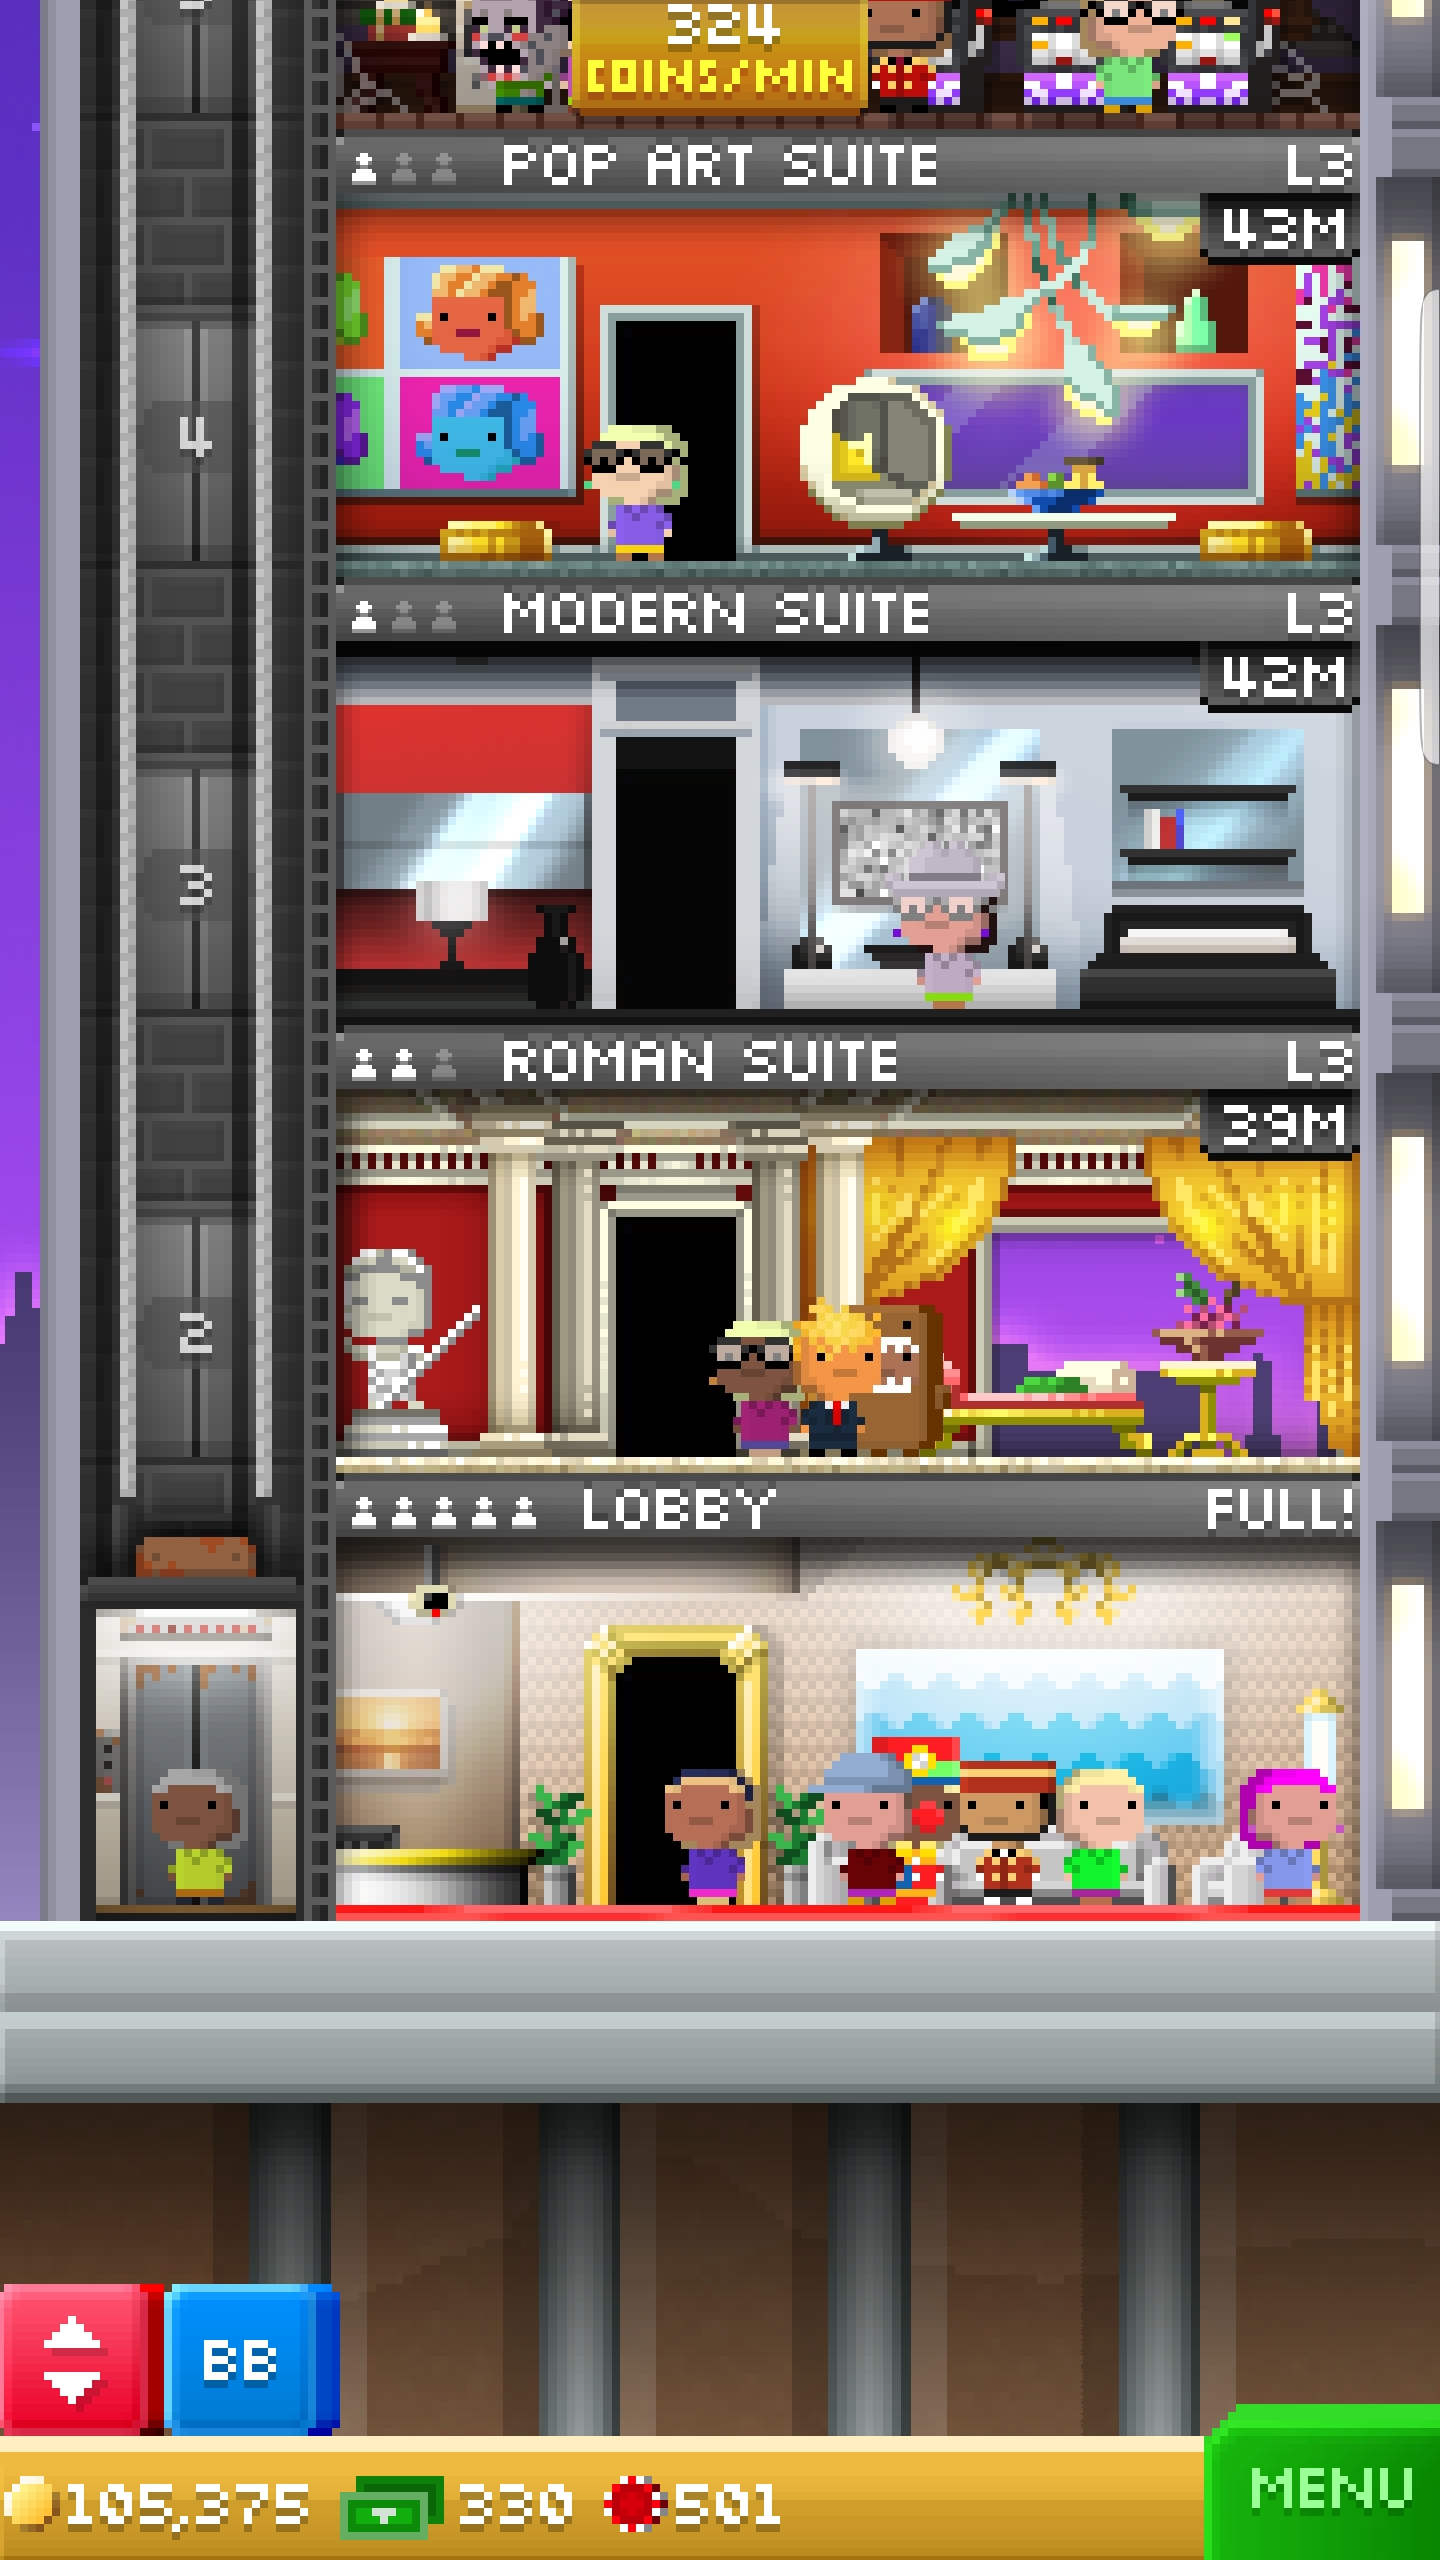 324
COINS/MIN
POP ART SUITE L3
43M
4
MODERN SUITE L3
42M
3
ROMAN SUITE L3
39M
2
LOBBY FULL!
BB
105,375 330 501 MENU